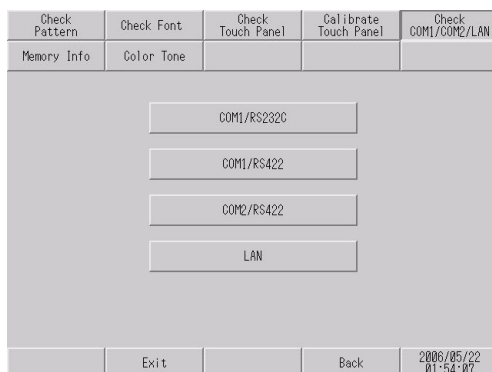 Check Pattern
Check Font
Check Touch Panel
Calibrate Touch Panel
Check COM1/COM2/LAN
Memory Info
Color Tone
COM1/RS232C
COM1/RS422
COM2/RS422
LAN
Exit
Back
2006/05/22
01:54:07